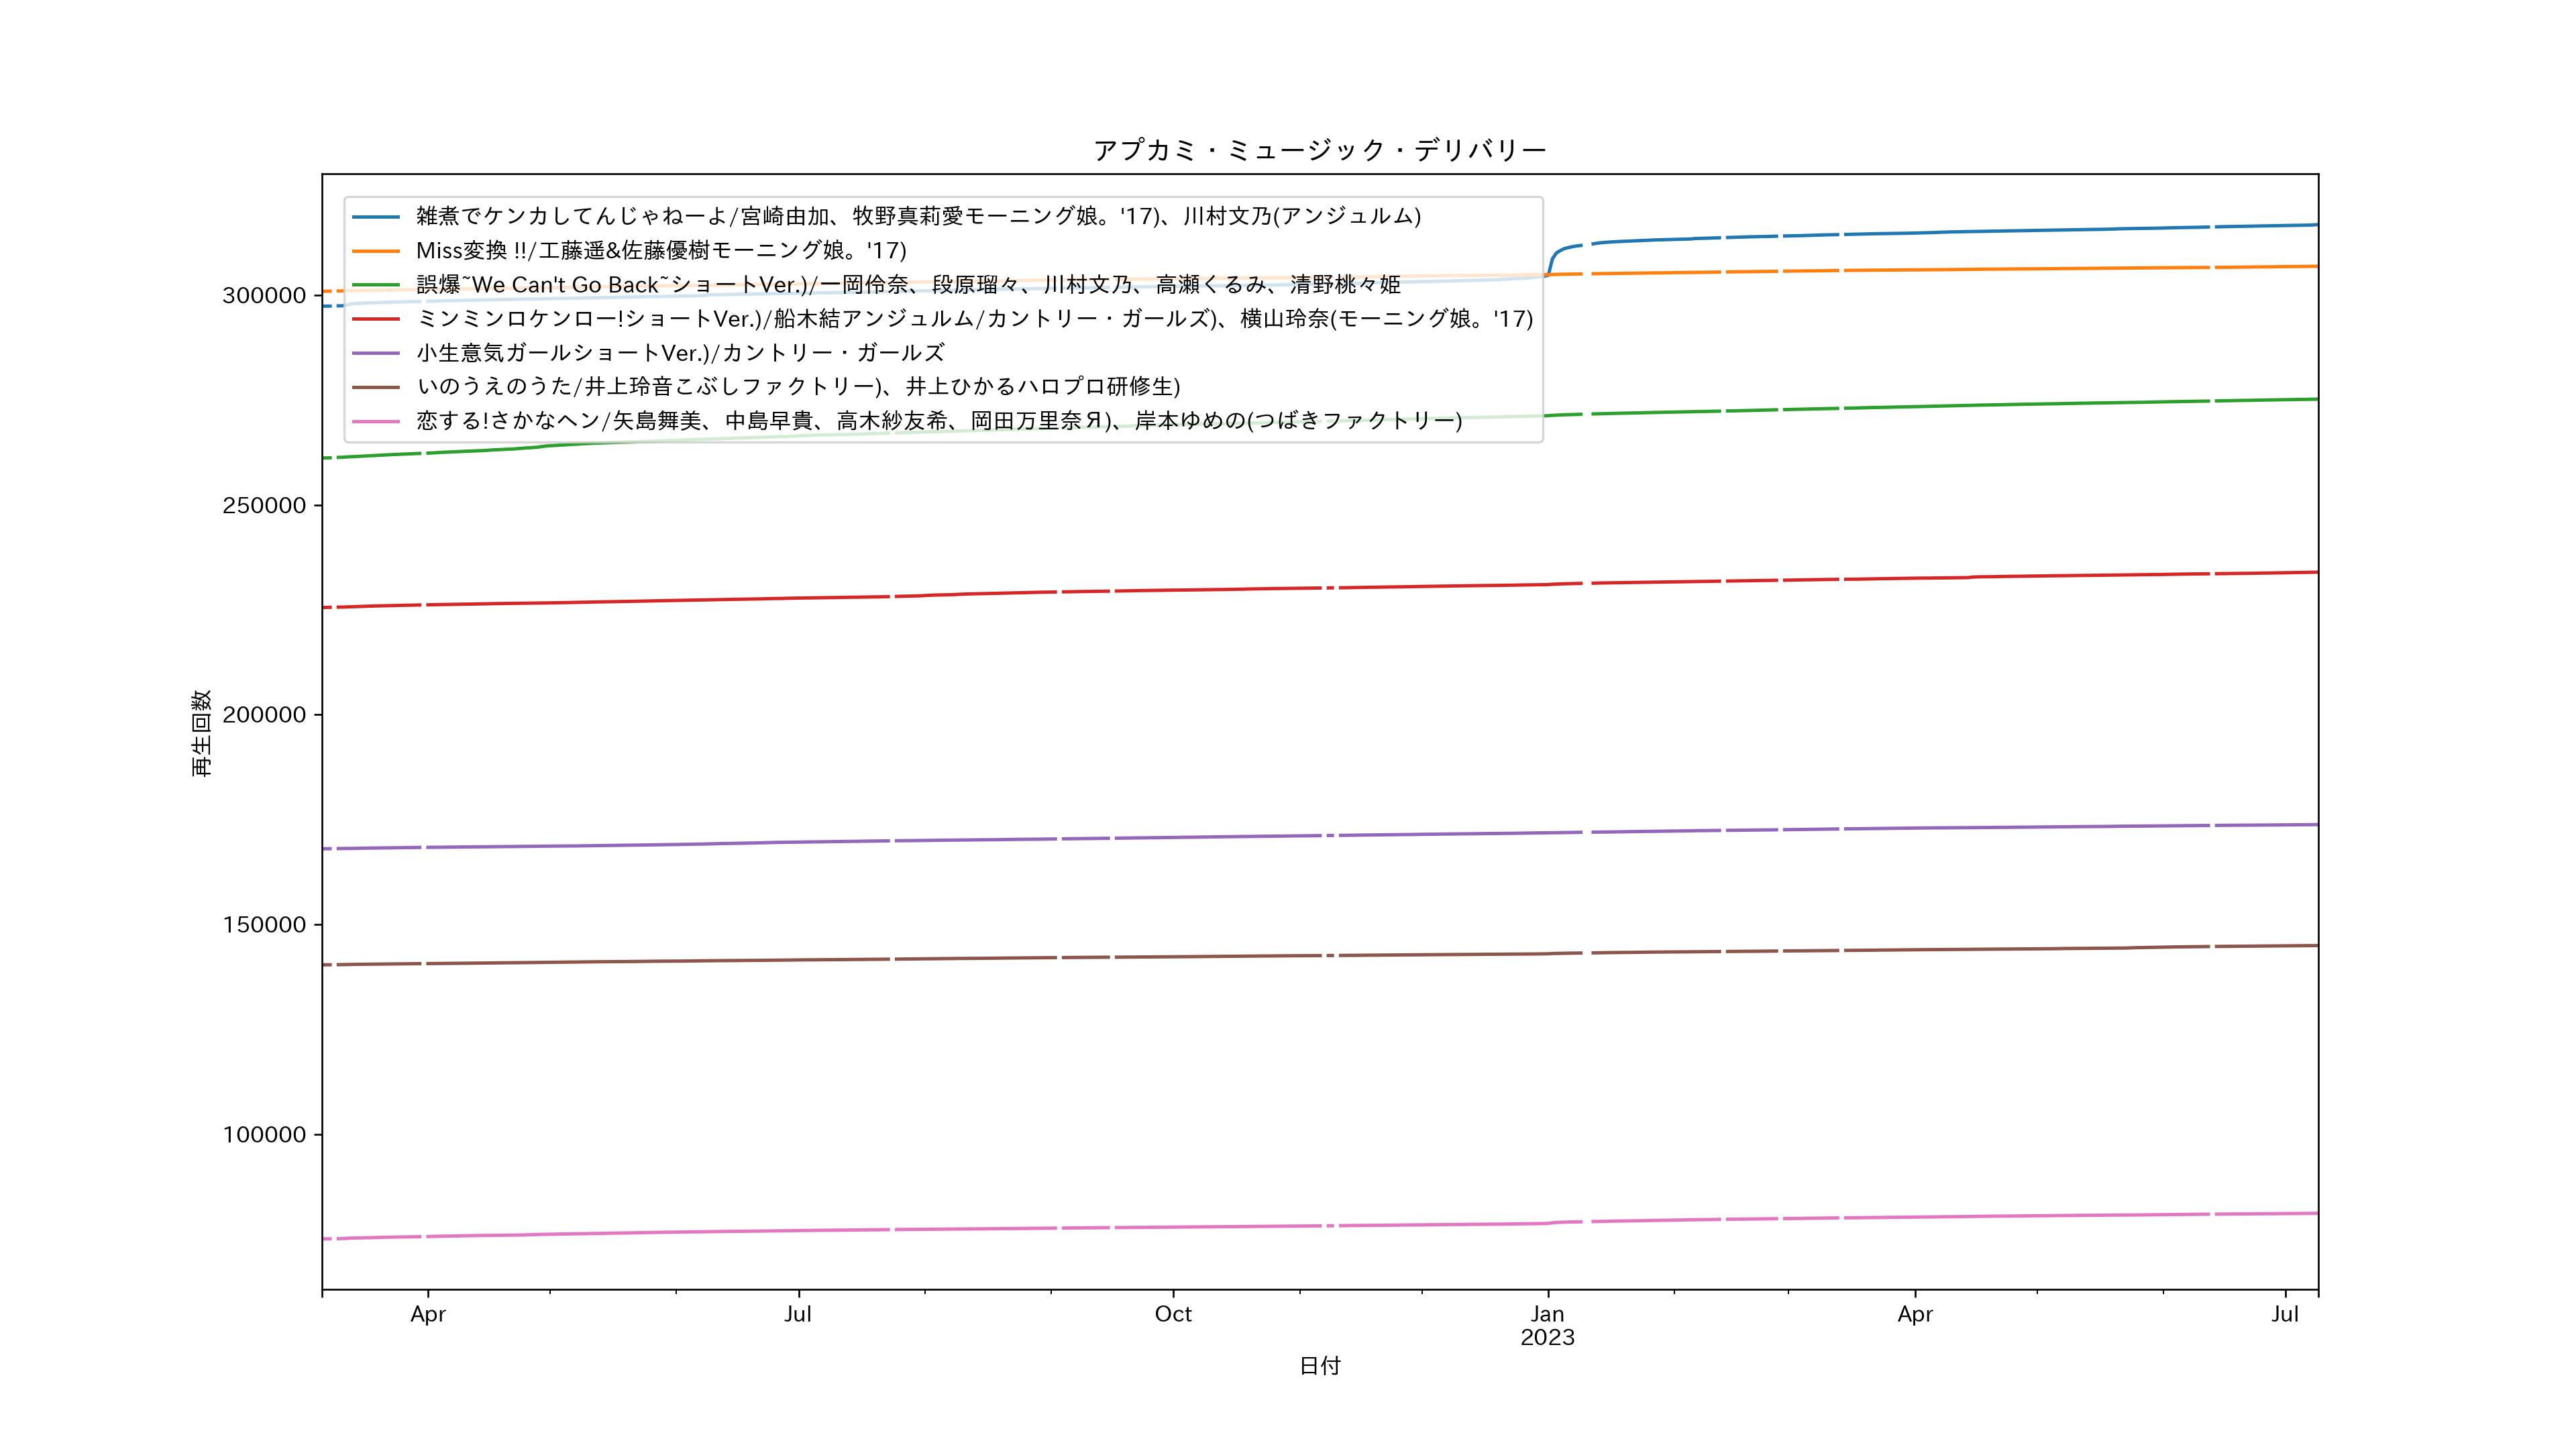 アプカミ・ミュージック・デリバリー
雑煮でケンカしてんじゃねーよ/宮崎由加、牧野真莉愛モーニング娘。'17)、川村文乃(アンジュルム)
Miss変換 !!/工藤遥&佐藤優樹モーニング娘。'17)
誤爆~We Can't Go Back~ショートVer.)/一岡伶奈、段原瑠々、川村文乃、高瀬くるみ、清野桃々姫
ミンミンロケンロー!ショートVer.)/船木結アンジュルム/カントリー・ガールズ)、横山玲奈(モーニング娘。'17)
小生意気ガールショートVer.)/カントリー・ガールズ
いのうえのうた/井上玲音こぶしファクトリー)、井上ひかるハロプロ研修生)
恋する!さかなヘン/矢島舞美、中島早貴、高木紗友希、岡田万里奈Я)、岸本ゆめの(つばきファクトリー)
300000
250000
200000
150000
100000
再生回数
Apr Jul Oct Jan Apr Jul
2023
日付